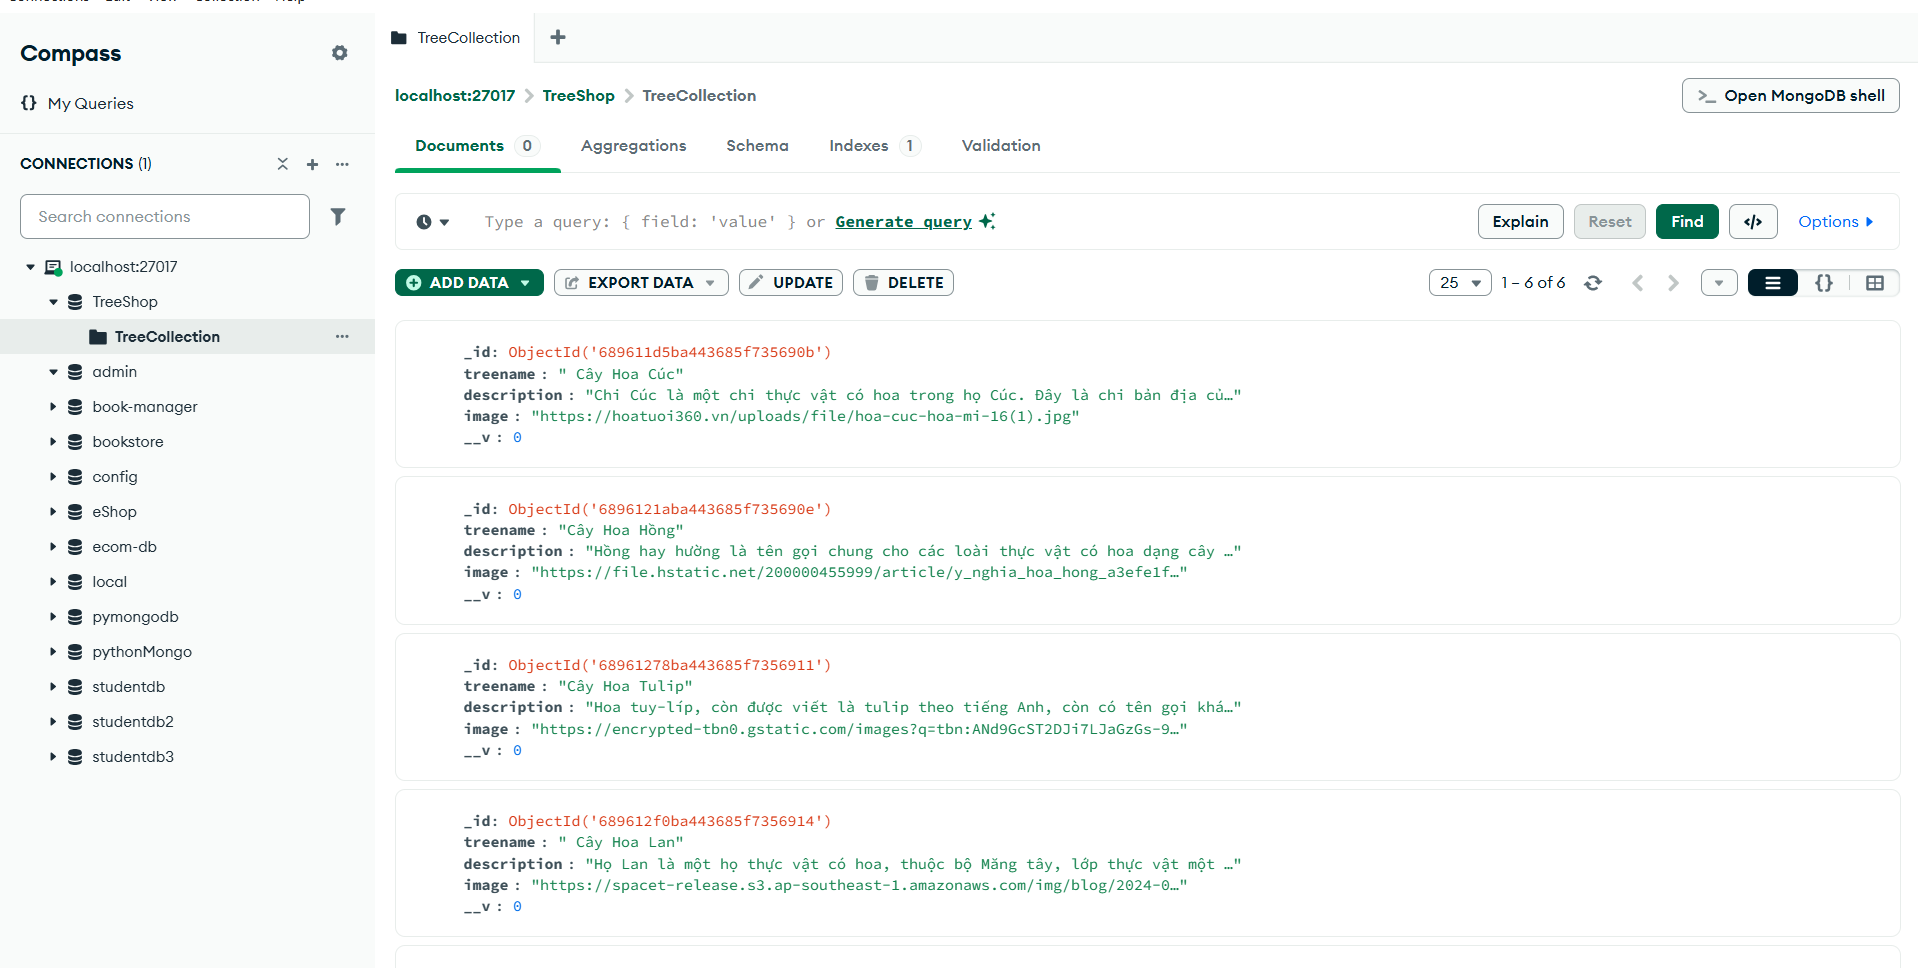 Connections Edit View Collection Help
Compass
My Queries
CONNECTIONS (1)
Search connections
localhost:27017
TreeShop
TreeCollection
admin
book-manager
bookstore
config
eShop
ecom-db
local
pymongodb
pythonMongo
studentdb
studentdb2
studentdb3
TreeCollection
localhost:27017 > TreeShop > TreeCollection
>_ Open MongoDB shell
Documents 0 Aggregations Schema Indexes 1 Validation
Type a query: { field: 'value' } or Generate query
Explain Reset Find </> Options
ADD DATA EXPORT DATA UPDATE DELETE
25 1 – 6 of 6 {}
_id: ObjectId('689611d5ba443685f735690b')
treename : " Cây Hoa Cúc"
description : "Chi Cúc là một chi thực vật có hoa trong họ Cúc. Đây là chi bản địa củ…"
image : "https://hoatuoi360.vn/uploads/file/hoa-cuc-hoa-mi-16(1).jpg"
__v : 0
_id: ObjectId('6896121aba443685f735690e')
treename : "Cây Hoa Hồng"
description : "Hồng hay hường là tên gọi chung cho các loài thực vật có hoa dạng cây …"
image : "https://file.hstatic.net/200000455999/article/y_nghia_hoa_hong_a3efe1f…"
__v : 0
_id: ObjectId('68961278ba443685f7356911')
treename : "Cây Hoa Tulip"
description : "Hoa tuy-líp, còn được viết là tulip theo tiếng Anh, còn có tên gọi khá…"
image : "https://encrypted-tbn0.gstatic.com/images?q=tbn:ANd9GcST2DJi7LJaGzGs-9…"
__v : 0
_id: ObjectId('689612f0ba443685f7356914')
treename : " Cây Hoa Lan"
description : "Họ Lan là một họ thực vật có hoa, thuộc bộ Măng tây, lớp thực vật một …"
image : "https://spacet-release.s3.ap-southeast-1.amazonaws.com/img/blog/2024-0…"
__v : 0